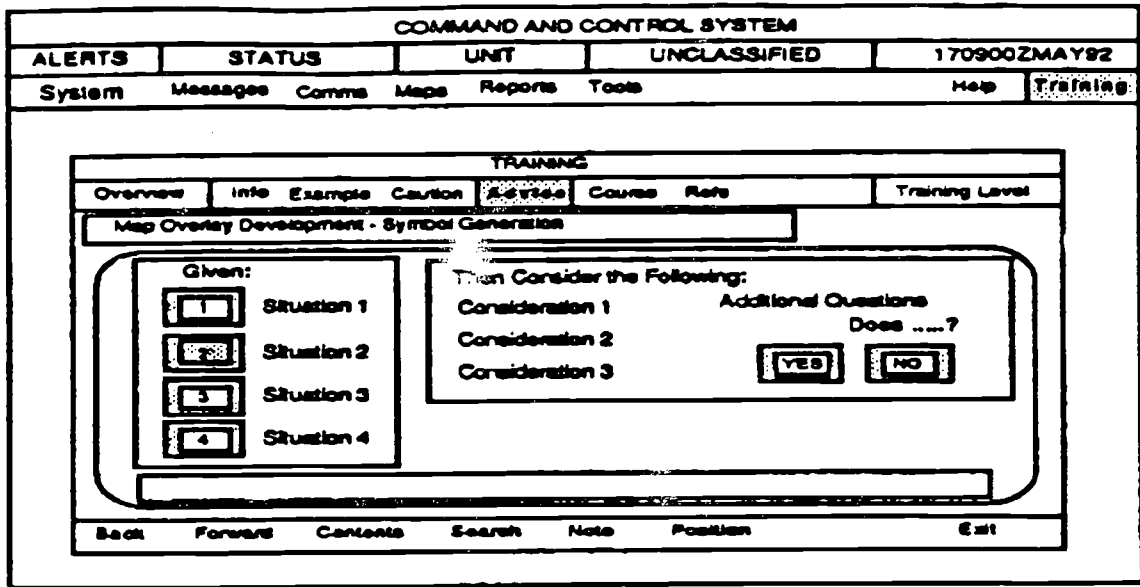 COMMAND AND CONTROL SYSTEM
ALERTS STATUS UNIT UNCLASSIFIED 170900ZMAY92
System Messages Comms Maps Reports Tools Help Training
TRAINING
Overview Info Example Caution Advice Course Refs Training Level
Map Overlay Development - Symbol Generation
Given:
1 Situation 1
2 Situation 2
3 Situation 3
4 Situation 4
Then Consider the Following:
Consideration 1
Consideration 2
Consideration 3
Additional Questions
Does .....?
YES NO
Back Forward Contents Search Note Position Exit